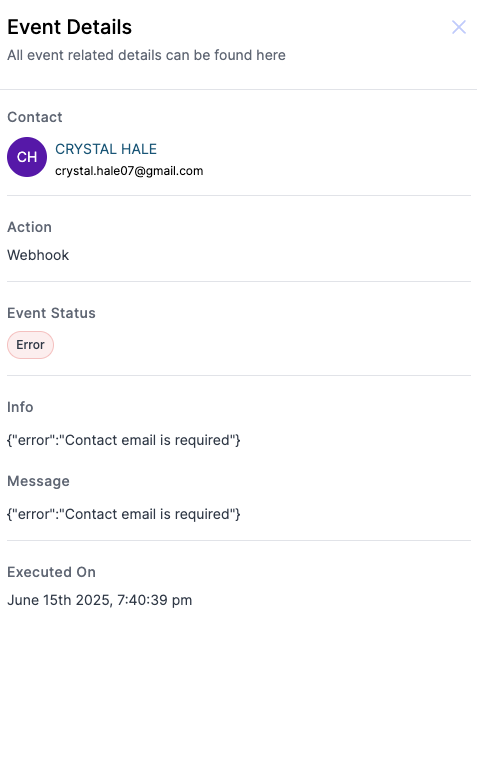 Event Details
All event related details can be found here
Contact
CH
CRYSTAL HALE
crystal.hale07@gmail.com
Action
Webhook
Event Status
Error
Info
{"error":"Contact email is required"}
Message
{"error":"Contact email is required"}
Executed On
June 15th 2025, 7:40:39 pm